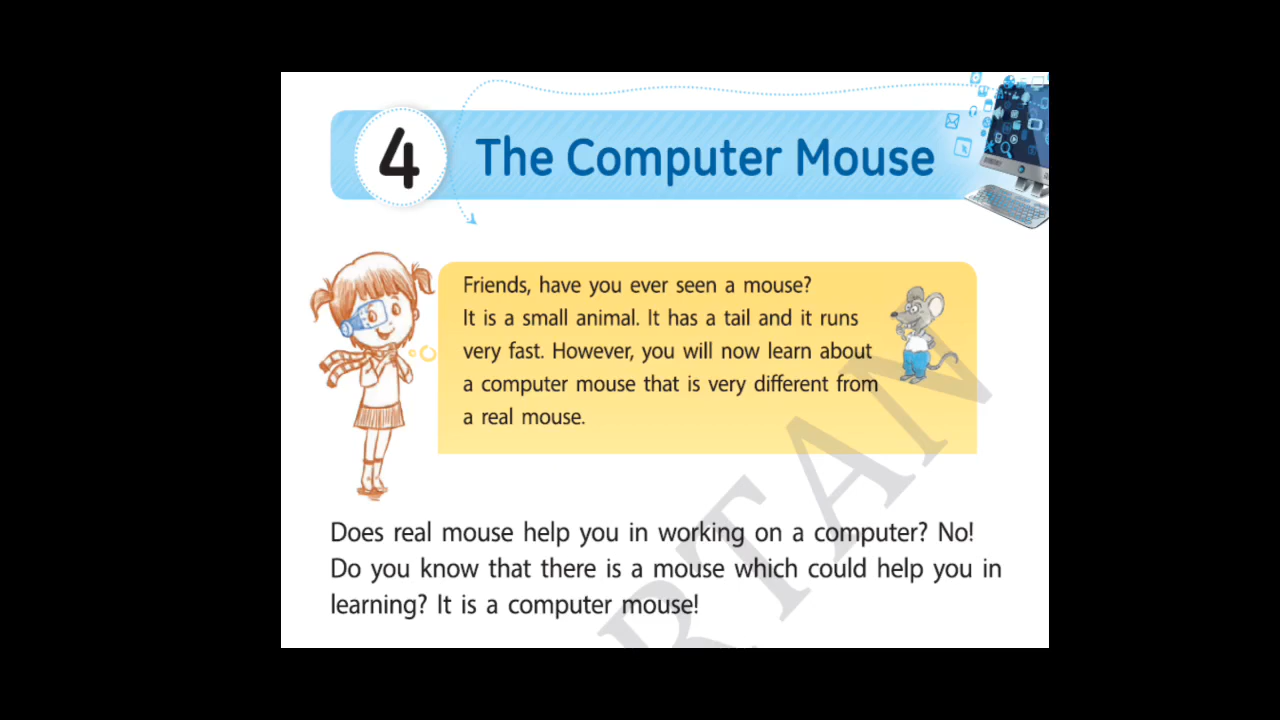 4
The Computer Mouse
Friends, have you ever seen a mouse?
It is a small animal. It has a tail and it runs
very fast. However, you will now learn about
a computer mouse that is very different from
a real mouse.
Does real mouse help you in working on a computer? No!
Do you know that there is a mouse which could help you in
learning? It is a computer mouse!
RTAN